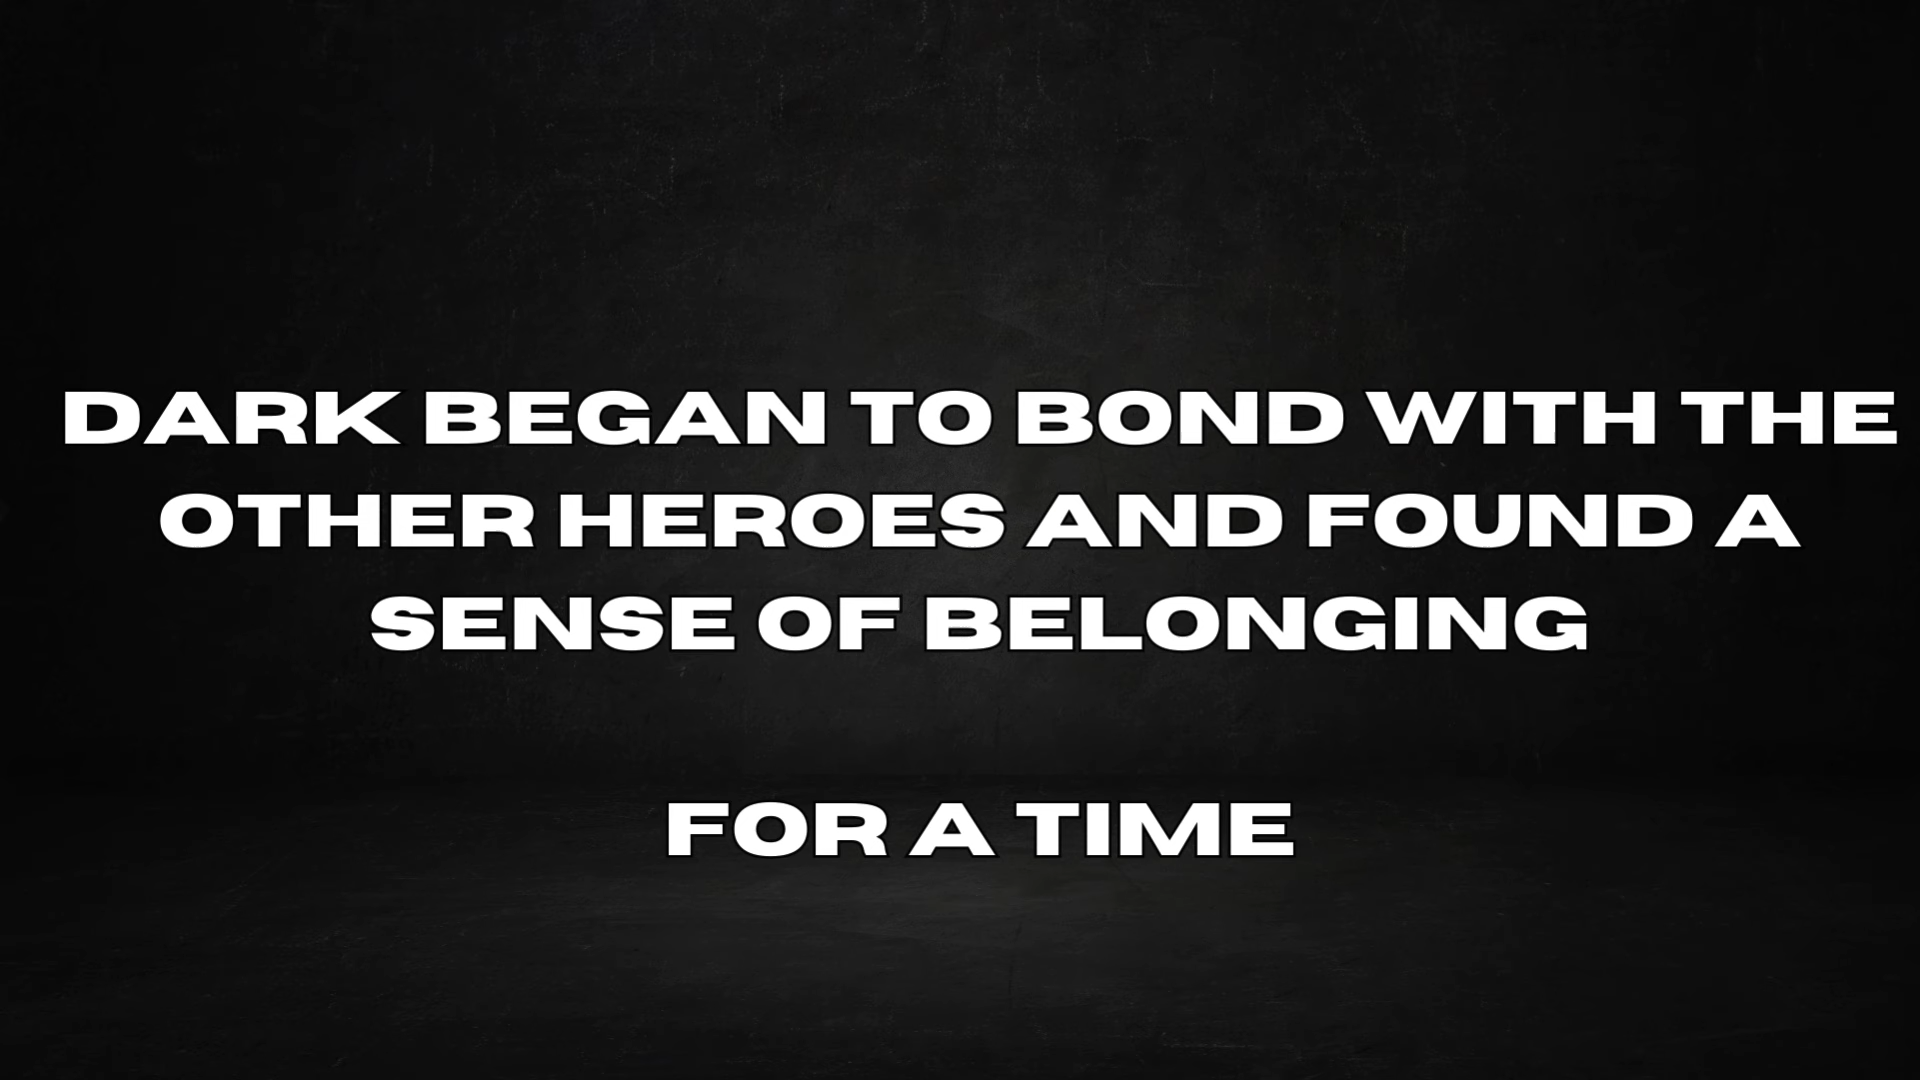 DARK BEGAN TO BOND WITH THE
OTHER HEROES AND FOUND A
SENSE OF BELONGING
FOR A TIME